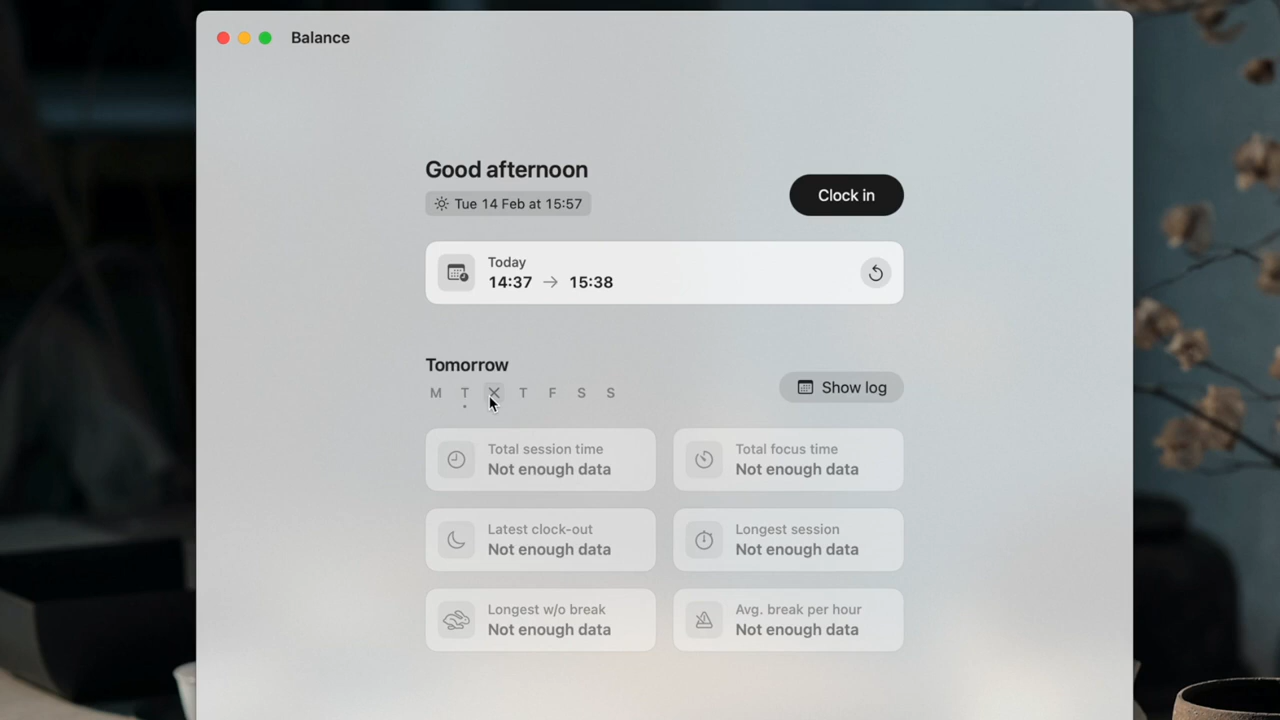 Balance
Good afternoon
Tue 14 Feb at 15:57
Clock in
Today
14:37 → 15:38
Tomorrow
M T × T F S S
Show log
Total session time
Not enough data
Total focus time
Not enough data
Latest clock-out
Not enough data
Longest session
Not enough data
Longest w/o break
Not enough data
Avg. break per hour
Not enough data